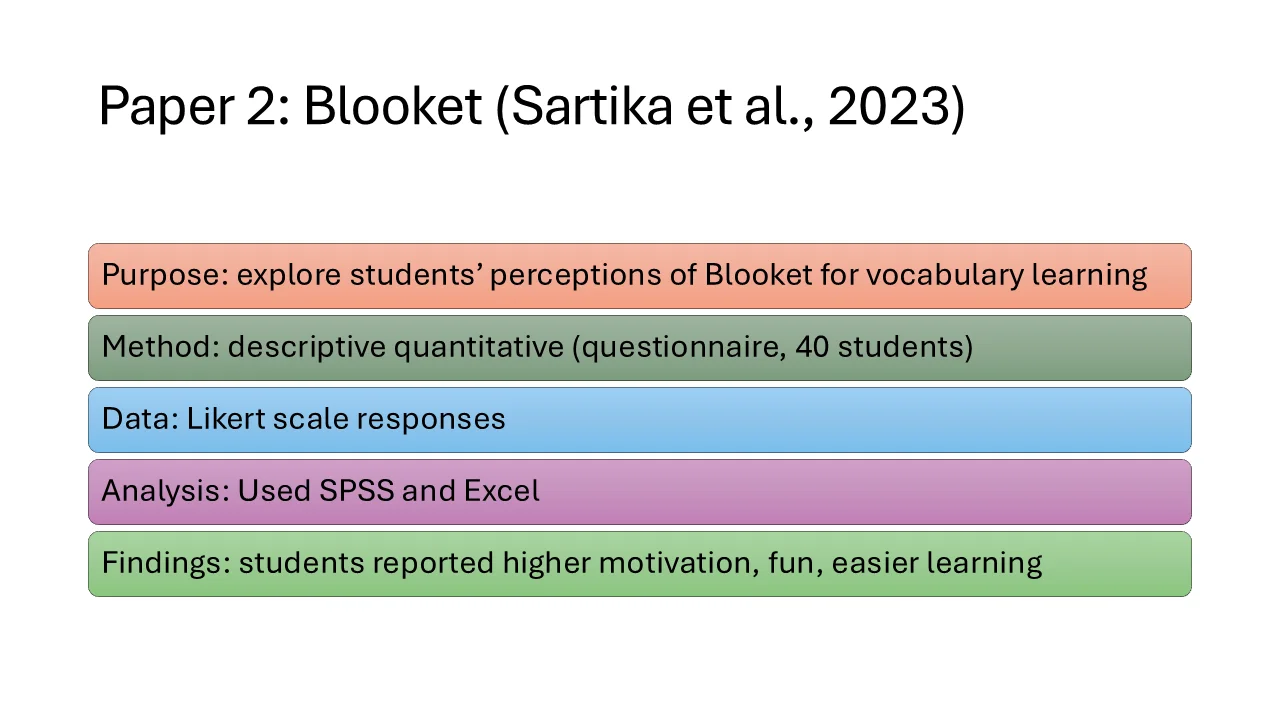 Paper 2: Blooket (Sartika et al., 2023)
Purpose: explore students’ perceptions of Blooket for vocabulary learning
Method: descriptive quantitative (questionnaire, 40 students)
Data: Likert scale responses
Analysis: Used SPSS and Excel
Findings: students reported higher motivation, fun, easier learning